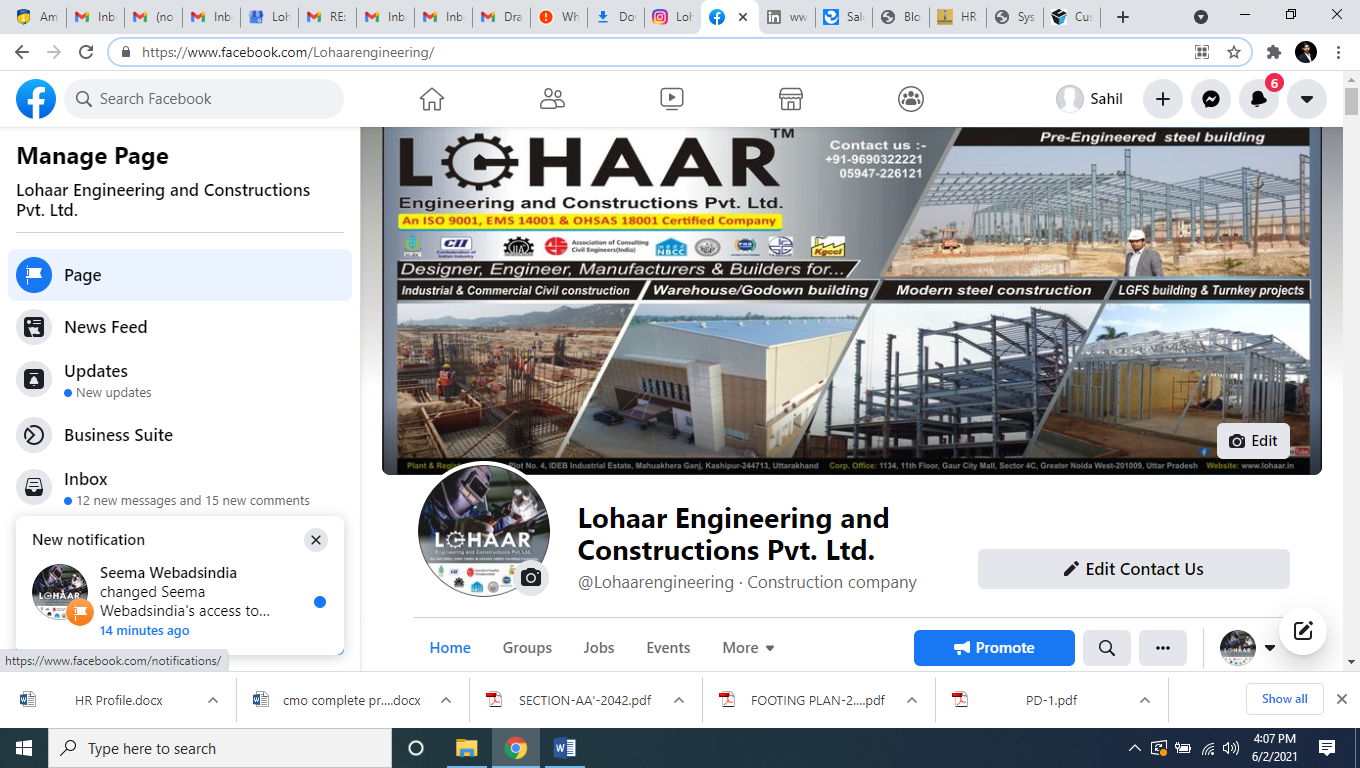 Am
Inb
(no
Inb
Loh
RE:
Inb
Inb
Dra
Wh
Do
Loh
ww
Sal
Blo
HR
Sys
Cus
https://www.facebook.com/Lohaarengineering/
Search Facebook
Sahil
6
Manage Page
Lohaar Engineering and Constructions
Pvt. Ltd.
Page
News Feed
Updates
New updates
Business Suite
Inbox
12 new messages and 15 new comments
New notification
Seema Webadsindia
changed Seema
Webadsindia's access to...
14 minutes ago
https://www.facebook.com/notifications/
LOHAAR TM
Engineering and Constructions Pvt. Ltd.
An ISO 9001, EMS 14001 & OHSAS 18001 Certified Company
CII
Association of Consulting
Civil Engineers(India)
NBCC
Kgcci
Contact us :-
+91-9690322221
05947-226121
Pre-Engineered steel building
Designer, Engineer, Manufacturers & Builders for...
Industrial & Commercial Civil construction
Warehouse/Godown building
Modern steel construction
LGFS building & Turnkey projects
Edit
Plant & Regist
Plot No. 4, IDEB Industrial Estate, Mahuakhera Ganj, Kashipur-244713, Uttarakhand Corp. Office: 1134, 11th Floor, Gaur City Mall, Sector 4C, Greater Noida West-201009, Uttar Pradesh Website: www.lohaar.in
LOHAAR
Engineering and Constructions Pvt. Ltd.
Lohaar Engineering and
Constructions Pvt. Ltd.
@Lohaarengineering · Construction company
Edit Contact Us
Home
Groups
Jobs
Events
More
Promote
HR Profile.docx
cmo complete pr....docx
SECTION-AA'-2042.pdf
FOOTING PLAN-2....pdf
PD-1.pdf
Show all
Type here to search
4:07 PM
6/2/2021